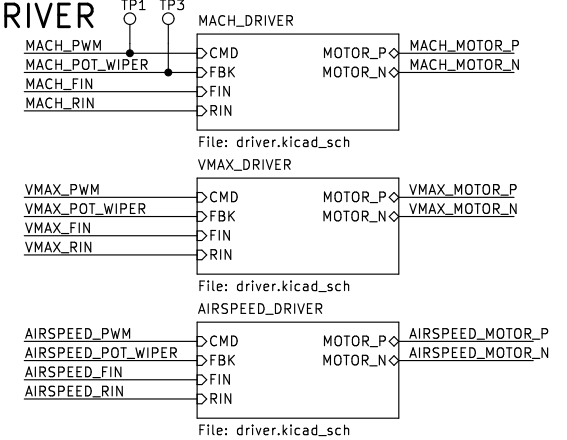 RIVER
TP1 TP3
MACH_DRIVER
MACH_PWM CMD MOTOR_P MACH_MOTOR_P
MACH_POT_WIPER FBK MOTOR_N MACH_MOTOR_N
MACH_FIN FIN
MACH_RIN RIN
File: driver.kicad_sch
VMAX_DRIVER
VMAX_PWM CMD MOTOR_P VMAX_MOTOR_P
VMAX_POT_WIPER FBK MOTOR_N VMAX_MOTOR_N
VMAX_FIN FIN
VMAX_RIN RIN
File: driver.kicad_sch
AIRSPEED_DRIVER
AIRSPEED_PWM CMD MOTOR_P AIRSPEED_MOTOR_P
AIRSPEED_POT_WIPER FBK MOTOR_N AIRSPEED_MOTOR_N
AIRSPEED_FIN FIN
AIRSPEED_RIN RIN
File: driver.kicad_sch